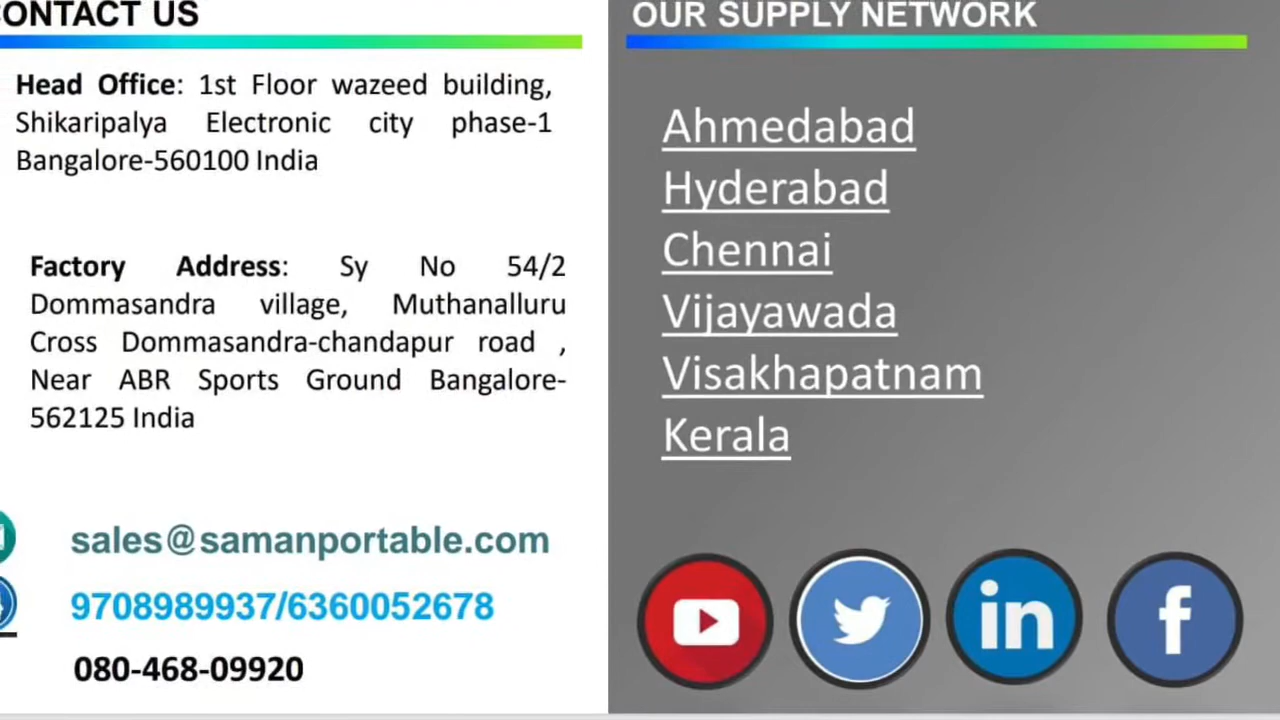 CONTACT US
Head Office: 1st Floor wazeed building,
Shikaripalya Electronic city phase-1
Bangalore-560100 India
Factory Address: Sy No 54/2
Dommasandra village, Muthanalluru
Cross Dommasandra-chandapur road ,
Near ABR Sports Ground Bangalore-
562125 India
sales@samanportable.com
9708989937/6360052678
080-468-09920
OUR SUPPLY NETWORK
Ahmedabad
Hyderabad
Chennai
Vijayawada
Visakhapatnam
Kerala
in
f